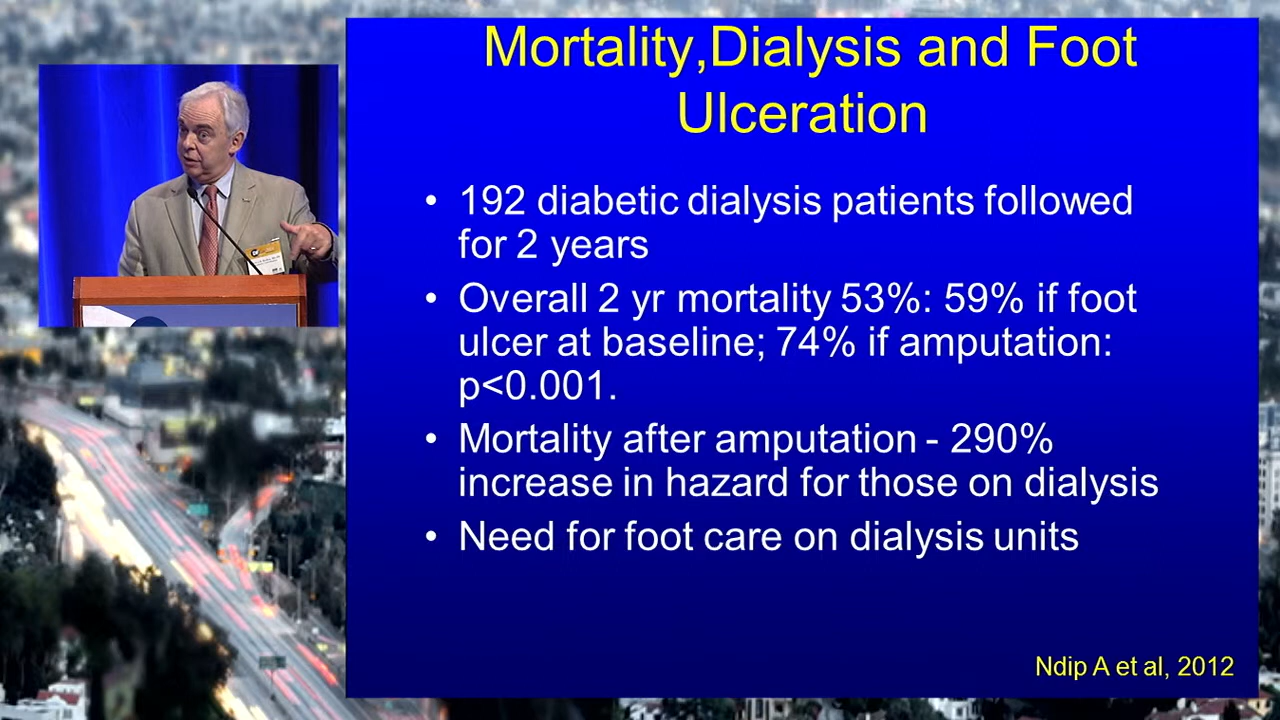 Mortality,Dialysis and Foot
Ulceration
• 192 diabetic dialysis patients followed
for 2 years
• Overall 2 yr mortality 53%: 59% if foot
ulcer at baseline; 74% if amputation:
p<0.001.
• Mortality after amputation - 290%
increase in hazard for those on dialysis
• Need for foot care on dialysis units
Ndip A et al, 2012